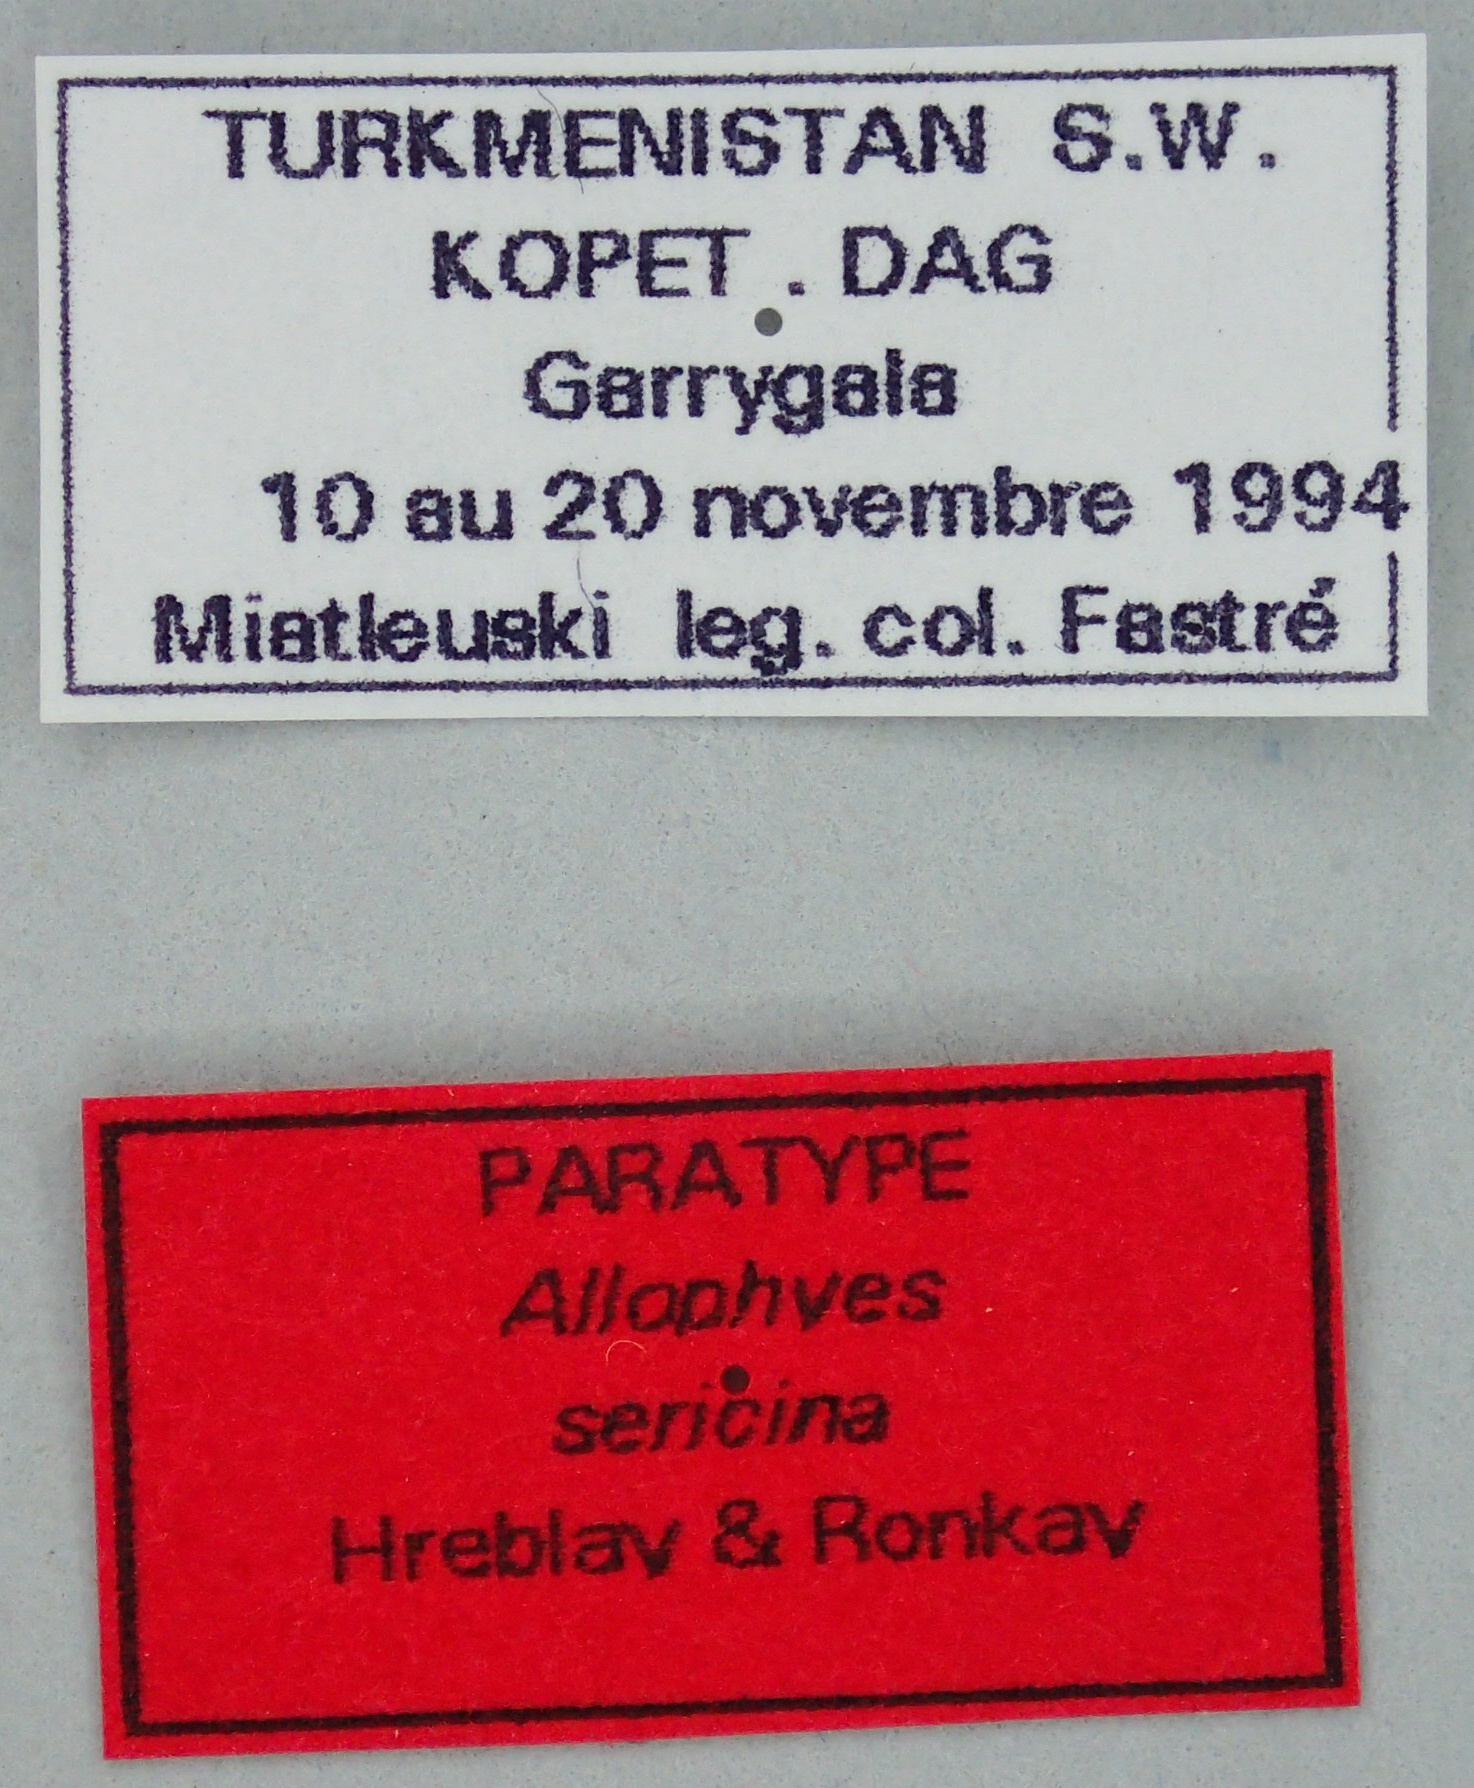 TURKMENISTAN S.W.
KOPET . DAG
Garrygala
10 au 20 novembre 1994
Miatleuski leg. col. Fastré
PARATYPE
Allophyes
sericina
Hreblay & Ronkay